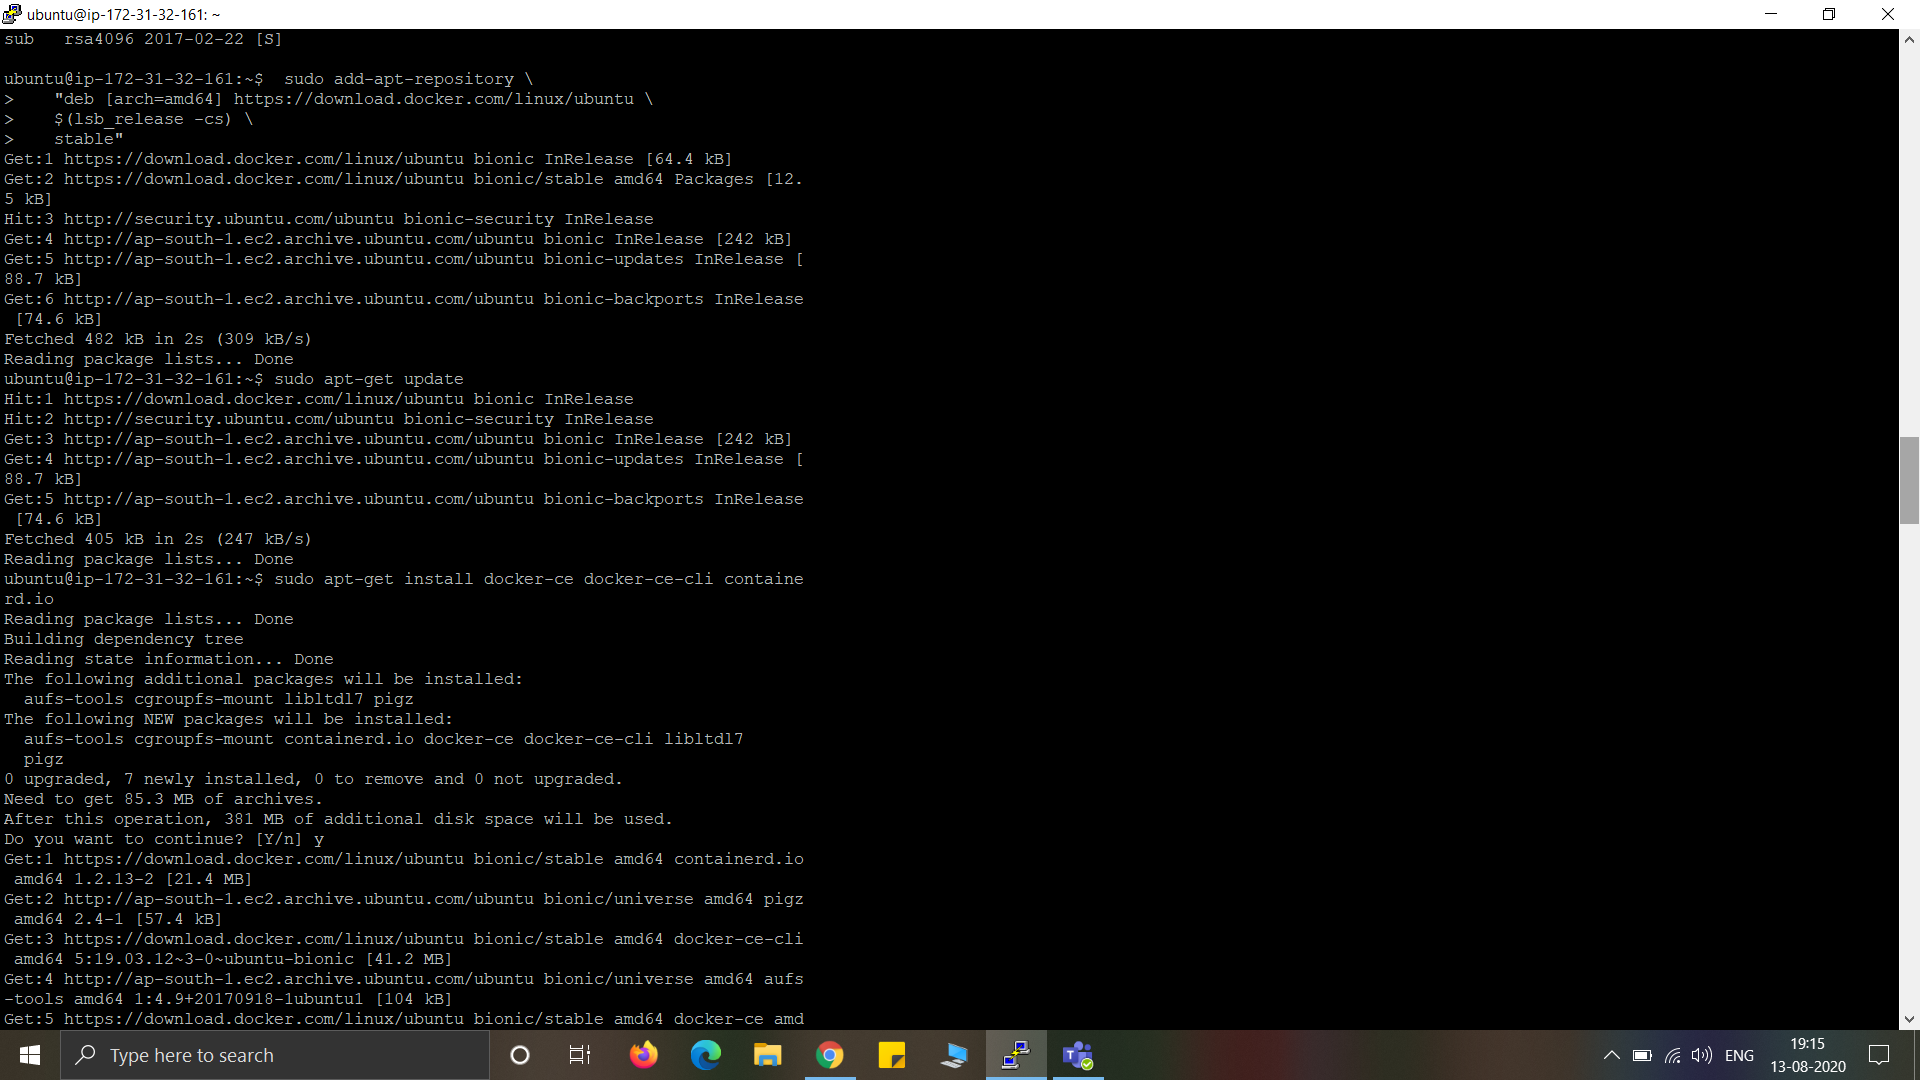 ubuntu@ip-172-31-32-161: ~
sub   rsa4096 2017-02-22 [S]
ubuntu@ip-172-31-32-161:~$  sudo add-apt-repository \
>    "deb [arch=amd64] https://download.docker.com/linux/ubuntu \
>    $(lsb_release -cs) \
>    stable"
Get:1 https://download.docker.com/linux/ubuntu bionic InRelease [64.4 kB]
Get:2 https://download.docker.com/linux/ubuntu bionic/stable amd64 Packages [12.
5 kB]
Hit:3 http://security.ubuntu.com/ubuntu bionic-security InRelease
Get:4 http://ap-south-1.ec2.archive.ubuntu.com/ubuntu bionic InRelease [242 kB]
Get:5 http://ap-south-1.ec2.archive.ubuntu.com/ubuntu bionic-updates InRelease [
88.7 kB]
Get:6 http://ap-south-1.ec2.archive.ubuntu.com/ubuntu bionic-backports InRelease
 [74.6 kB]
Fetched 482 kB in 2s (309 kB/s)
Reading package lists... Done
ubuntu@ip-172-31-32-161:~$ sudo apt-get update
Hit:1 https://download.docker.com/linux/ubuntu bionic InRelease
Hit:2 http://security.ubuntu.com/ubuntu bionic-security InRelease
Get:3 http://ap-south-1.ec2.archive.ubuntu.com/ubuntu bionic InRelease [242 kB]
Get:4 http://ap-south-1.ec2.archive.ubuntu.com/ubuntu bionic-updates InRelease [
88.7 kB]
Get:5 http://ap-south-1.ec2.archive.ubuntu.com/ubuntu bionic-backports InRelease
 [74.6 kB]
Fetched 405 kB in 2s (247 kB/s)
Reading package lists... Done
ubuntu@ip-172-31-32-161:~$ sudo apt-get install docker-ce docker-ce-cli containe
rd.io
Reading package lists... Done
Building dependency tree
Reading state information... Done
The following additional packages will be installed:
  aufs-tools cgroupfs-mount libltdl7 pigz
The following NEW packages will be installed:
  aufs-tools cgroupfs-mount containerd.io docker-ce docker-ce-cli libltdl7
  pigz
0 upgraded, 7 newly installed, 0 to remove and 0 not upgraded.
Need to get 85.3 MB of archives.
After this operation, 381 MB of additional disk space will be used.
Do you want to continue? [Y/n] y
Get:1 https://download.docker.com/linux/ubuntu bionic/stable amd64 containerd.io
 amd64 1.2.13-2 [21.4 MB]
Get:2 http://ap-south-1.ec2.archive.ubuntu.com/ubuntu bionic/universe amd64 pigz
 amd64 2.4-1 [57.4 kB]
Get:3 https://download.docker.com/linux/ubuntu bionic/stable amd64 docker-ce-cli
 amd64 5:19.03.12~3-0~ubuntu-bionic [41.2 MB]
Get:4 http://ap-south-1.ec2.archive.ubuntu.com/ubuntu bionic/universe amd64 aufs
-tools amd64 1:4.9+20170918-1ubuntu1 [104 kB]
Get:5 https://download.docker.com/linux/ubuntu bionic/stable amd64 docker-ce amd
Type here to search
ENG
19:15
13-08-2020